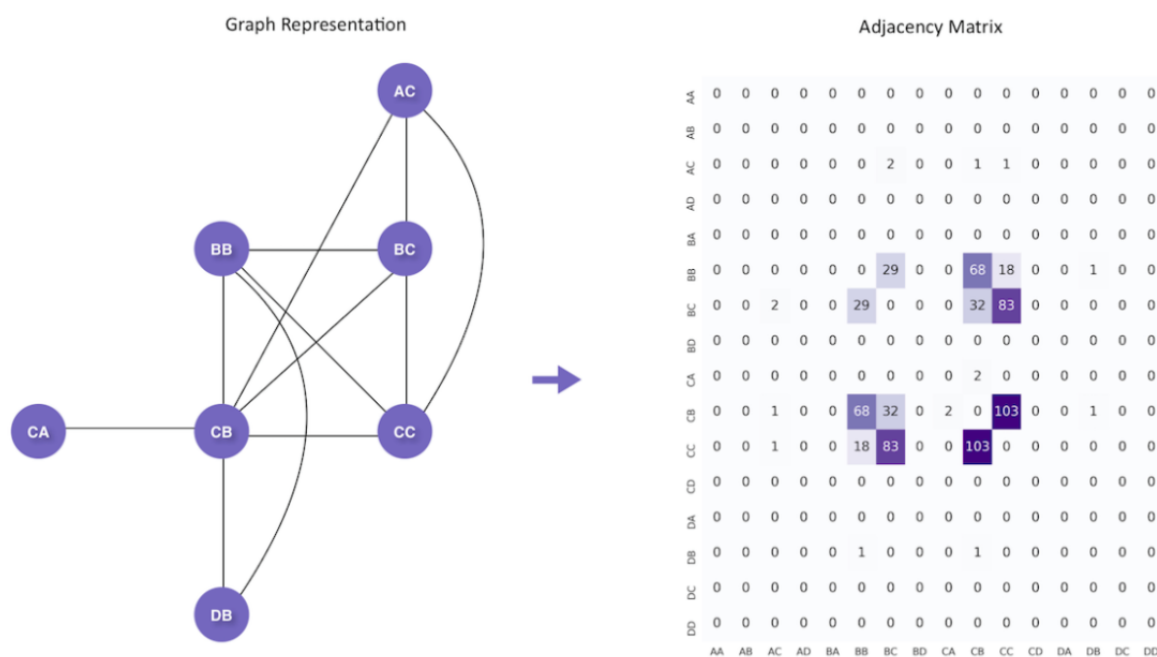 Graph Representation
Adjacency Matrix
AC
BB
BC
CA
CB
CC
DB
AA 0 0 0 0 0 0 0 0 0 0 0 0 0 0 0 0
AB 0 0 0 0 0 0 0 0 0 0 0 0 0 0 0 0
AC 0 0 0 0 0 0 2 0 0 1 1 0 0 0 0 0
AD 0 0 0 0 0 0 0 0 0 0 0 0 0 0 0 0
BA 0 0 0 0 0 0 0 0 0 0 0 0 0 0 0 0
BB 0 0 0 0 0 0 29 0 0 68 18 0 0 1 0 0
BC 0 0 2 0 0 29 0 0 0 32 83 0 0 0 0 0
BD 0 0 0 0 0 0 0 0 0 0 0 0 0 0 0 0
CA 0 0 0 0 0 0 0 0 0 2 0 0 0 0 0 0
CB 0 0 1 0 0 68 32 0 2 0 103 0 0 1 0 0
CC 0 0 1 0 0 18 83 0 0 103 0 0 0 0 0 0
CD 0 0 0 0 0 0 0 0 0 0 0 0 0 0 0 0
DA 0 0 0 0 0 0 0 0 0 0 0 0 0 0 0 0
DB 0 0 0 0 0 1 0 0 0 1 0 0 0 0 0 0
DC 0 0 0 0 0 0 0 0 0 0 0 0 0 0 0 0
DD 0 0 0 0 0 0 0 0 0 0 0 0 0 0 0 0
AA AB AC AD BA BB BC BD CA CB CC CD DA DB DC DD